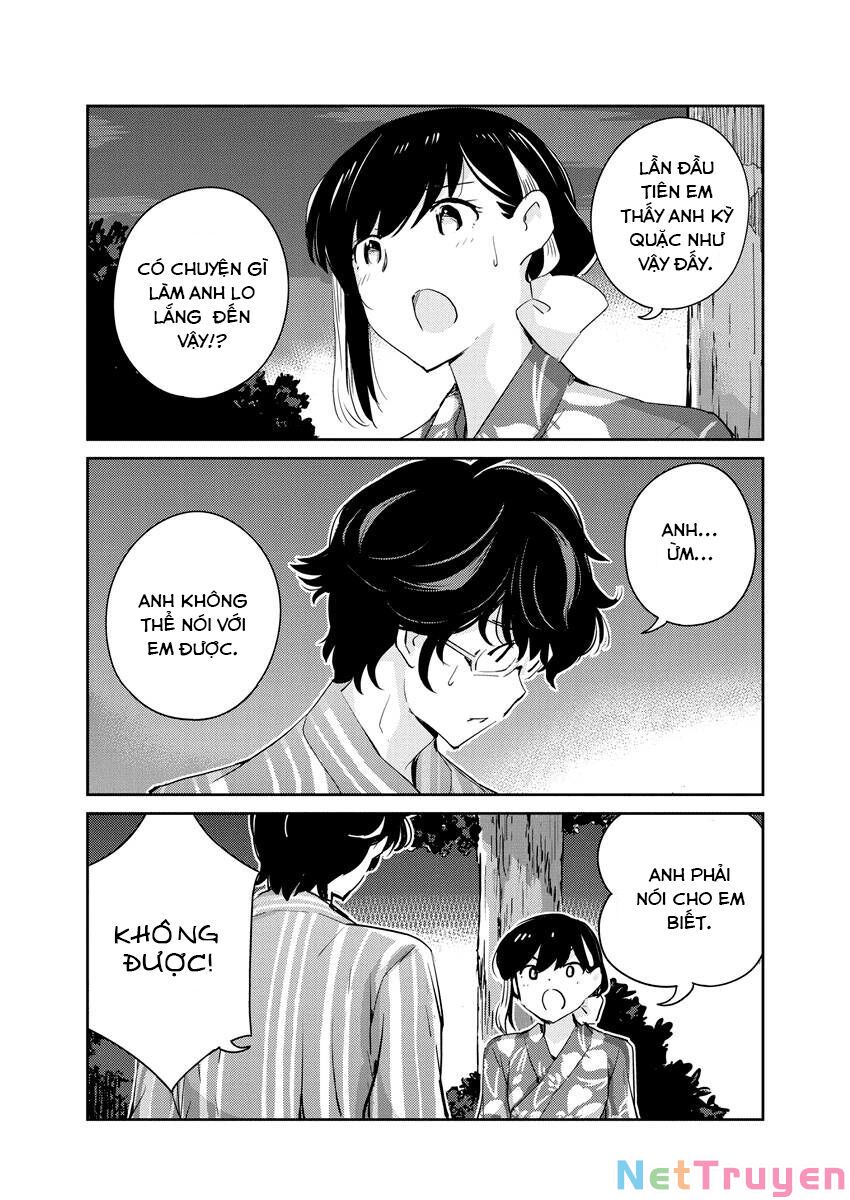 LẦN ĐẦU
TIÊN EM
THẤY ANH KỲ
QUẶC NHƯ
VẬY ĐẤY.
CÓ CHUYỆN GÌ
LÀM ANH LO
LẮNG ĐẾN
VẬY!?
ANH...
ỪM...
ANH KHÔNG
THỂ NÓI VỚI
EM ĐƯỢC.
ANH PHẢI
NÓI CHO EM
BIẾT.
KHÔNG
ĐƯỢC!
NetTruyen